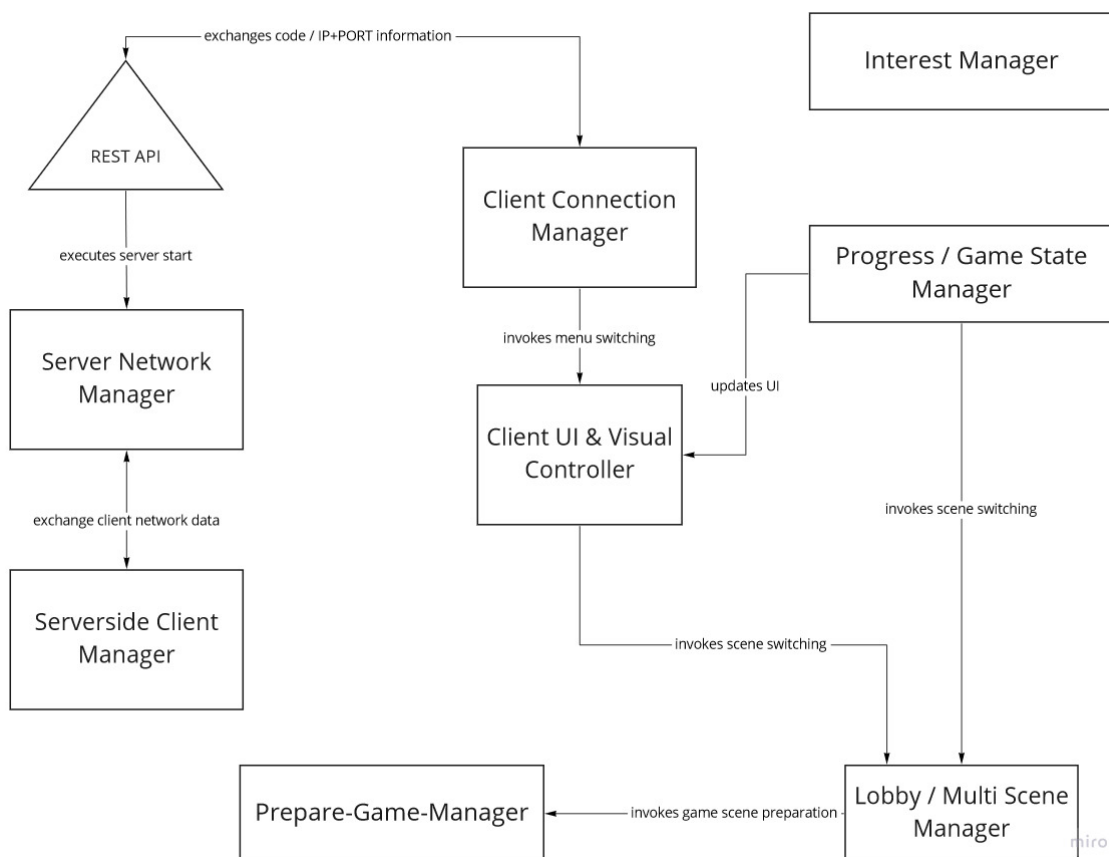 exchanges code / IP+PORT information
Interest Manager
REST API
Client Connection
Manager
executes server start
Progress / Game State
Manager
invokes menu switching
Server Network
Manager
updates UI
Client UI & Visual
Controller
exchange client network data
invokes scene switching
Serverside Client
Manager
invokes scene switching
Prepare-Game-Manager
invokes game scene preparation
Lobby / Multi Scene
Manager
miro